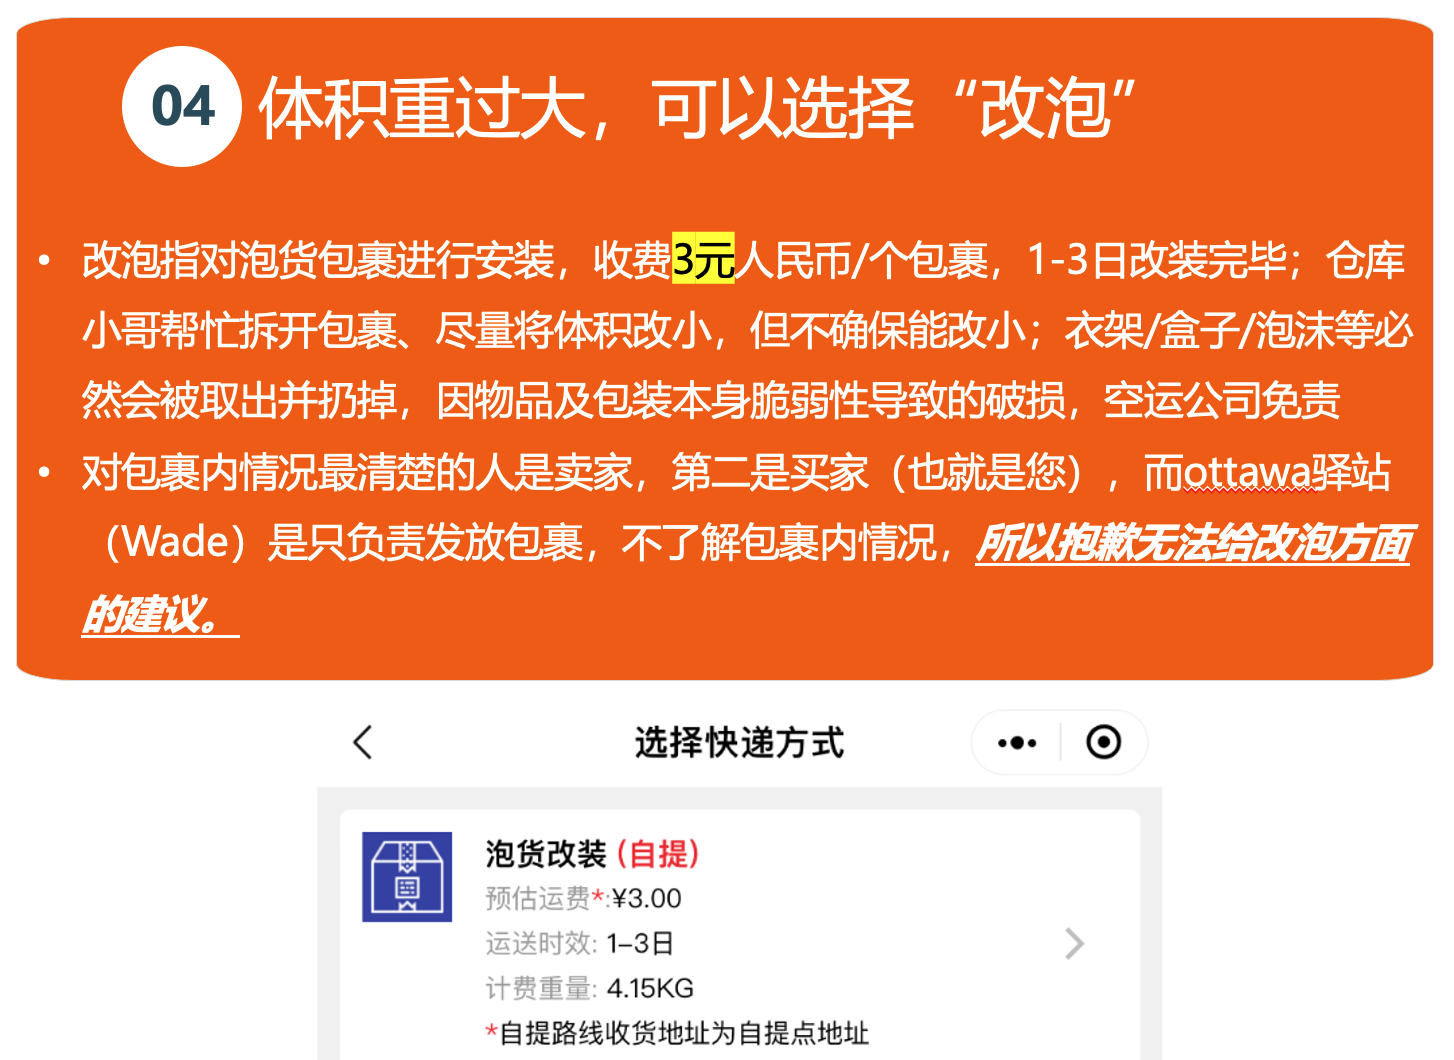 04 体积重过大，可以选择“改泡”
• 改泡指对泡货包裹进行安装，收费3元人民币/个包裹，1-3日改装完毕；仓库
小哥帮忙拆开包裹、尽量将体积改小，但不确保能改小；衣架/盒子/泡沫等必
然会被取出并扔掉，因物品及包装本身脆弱性导致的破损，空运公司免责
• 对包裹内情况最清楚的人是卖家，第二是买家（也就是您），而ottawa驿站
（Wade）是只负责发放包裹，不了解包裹内情况，所以抱歉无法给改泡方面
的建议。
选择快递方式
泡货改装 (自提)
预估运费*:¥3.00
运送时效: 1–3日
计费重量: 4.15KG
*自提路线收货地址为自提点地址